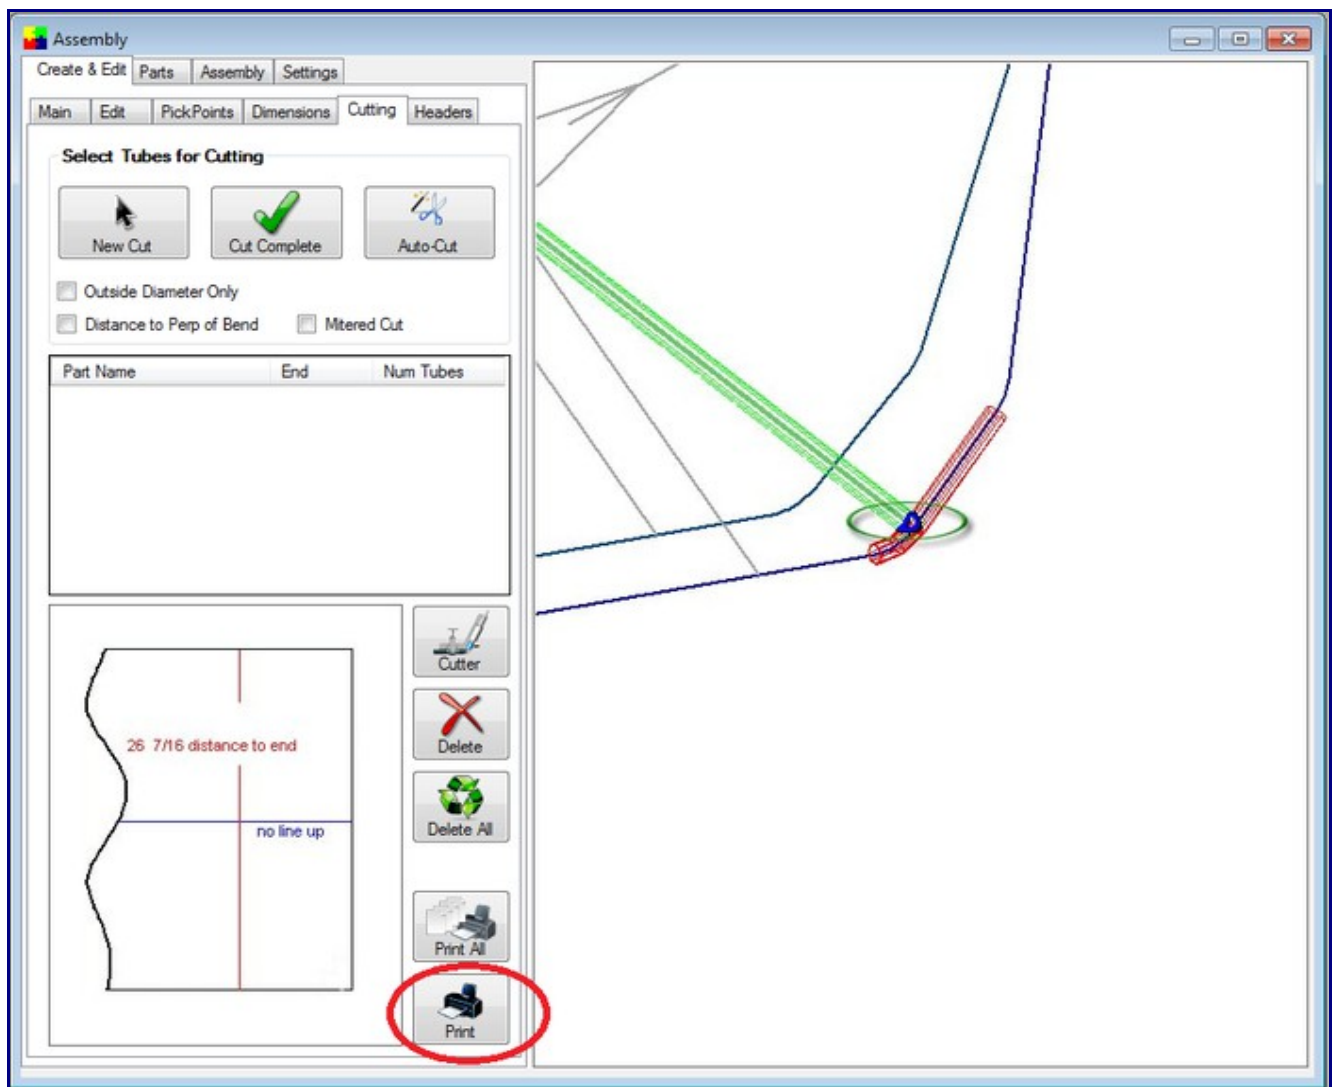 Assembly
Create & Edit Parts Assembly Settings
Main Edit PickPoints Dimensions Cutting Headers
Select Tubes for Cutting
New Cut Cut Complete Auto-Cut
Outside Diameter Only
Distance to Perp of Bend Mitered Cut
Part Name End Num Tubes
Cutter
26 7/16 distance to end
Delete
no line up
Delete All
Print All
Print